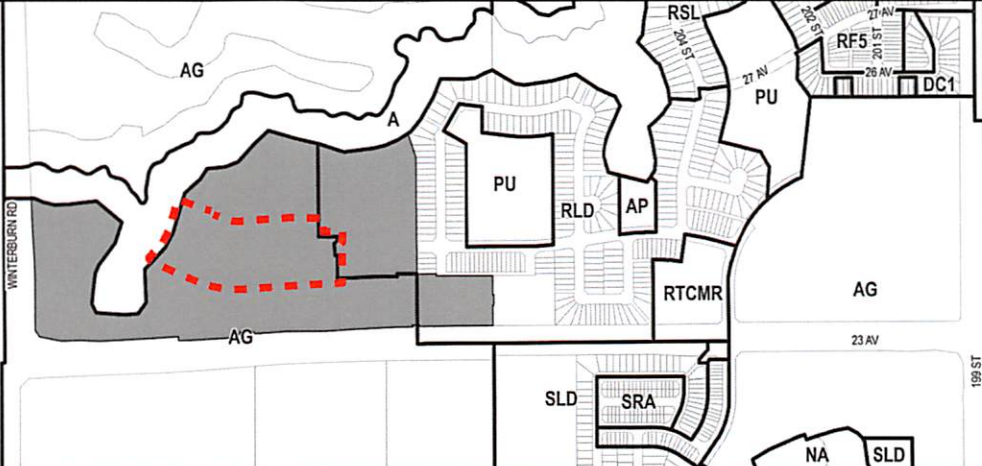 RSL
204 ST
202 ST
27 AV
RF5
201 ST
26 AV
DC1
27 AV
PU
AG
A
PU
RLD
AP
WINTERBURN RD
RTCMR
AG
AG
23 AV
199 ST
SLD
SRA
NA
SLD